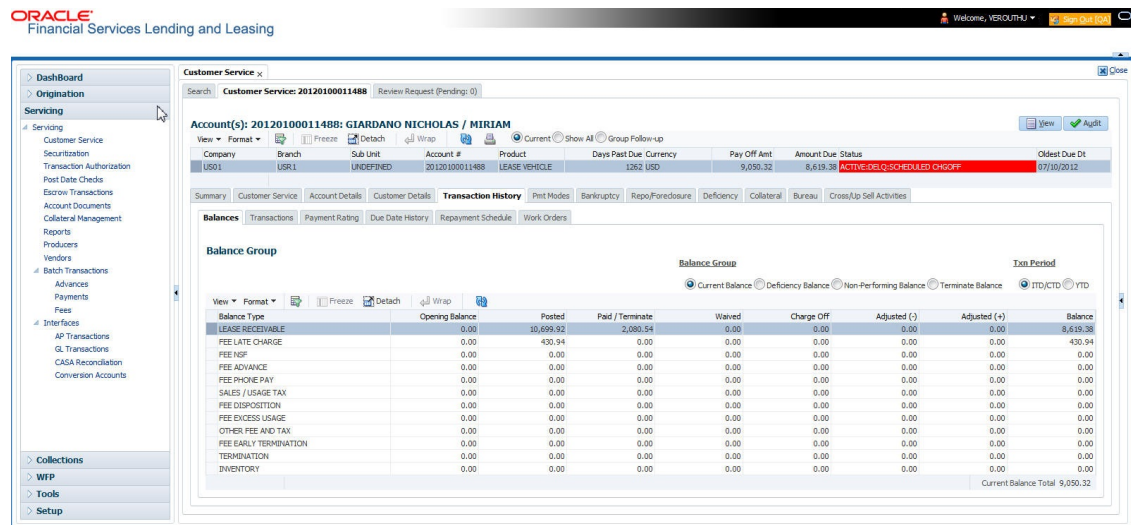 ORACLE
Financial Services Lending and Leasing
Welcome, VEROUTHU
Sign Out [QA]
Close
DashBoard
Origination
Servicing
Servicing
Customer Service
Securitization
Transaction Authorization
Post Date Checks
Escrow Transactions
Account Documents
Collateral Management
Reports
Producers
Vendors
Batch Transactions
Advances
Payments
Fees
Interfaces
AP Transactions
GL Transactions
CASA Reconciliation
Conversion Accounts
Collections
WFP
Tools
Setup
Customer Service x
Search Customer Service: 20120100011488 Review Request (Pending: 0)
Account(s): 20120100011488: GIARDANO NICHOLAS / MIRIAM
View Audit
View Format Freeze Detach Wrap Current Show All Group Follow-up
Company Branch Sub Unit Account # Product Days Past Due Currency Pay Off Amt Amount Due Status Oldest Due Dt
US01 USR1 UNDEFINED 20120100011488 LEASE VEHICLE 1262 USD 9,050.32 8,619.38 ACTIVE:DELQ:SCHEDULED CHGOFF 07/10/2012
Summary Customer Service Account Details Customer Details Transaction History Pmt Modes Bankruptcy Repo/Foreclosure Deficiency Collateral Bureau Cross/Up Sell Activities
Balances Transactions Payment Rating Due Date History Repayment Schedule Work Orders
Balance Group
Balance Group Txn Period
Current Balance Deficiency Balance Non-Performing Balance Terminate Balance ITD/CTD YTD
View Format Freeze Detach Wrap
Balance Type Opening Balance Posted Paid / Terminate Waived Charge Off Adjusted (-) Adjusted (+) Balance
LEASE RECEIVABLE 0.00 10,699.92 2,080.54 0.00 0.00 0.00 0.00 8,619.38
FEE LATE CHARGE 0.00 430.94 0.00 0.00 0.00 0.00 0.00 430.94
FEE NSF 0.00 0.00 0.00 0.00 0.00 0.00 0.00 0.00
FEE ADVANCE 0.00 0.00 0.00 0.00 0.00 0.00 0.00 0.00
FEE PHONE PAY 0.00 0.00 0.00 0.00 0.00 0.00 0.00 0.00
SALES / USAGE TAX 0.00 0.00 0.00 0.00 0.00 0.00 0.00 0.00
FEE DISPOSITION 0.00 0.00 0.00 0.00 0.00 0.00 0.00 0.00
FEE EXCESS USAGE 0.00 0.00 0.00 0.00 0.00 0.00 0.00 0.00
OTHER FEE AND TAX 0.00 0.00 0.00 0.00 0.00 0.00 0.00 0.00
FEE EARLY TERMINATION 0.00 0.00 0.00 0.00 0.00 0.00 0.00 0.00
TERMINATION 0.00 0.00 0.00 0.00 0.00 0.00 0.00 0.00
INVENTORY 0.00 0.00 0.00 0.00 0.00 0.00 0.00 0.00
Current Balance Total 9,050.32